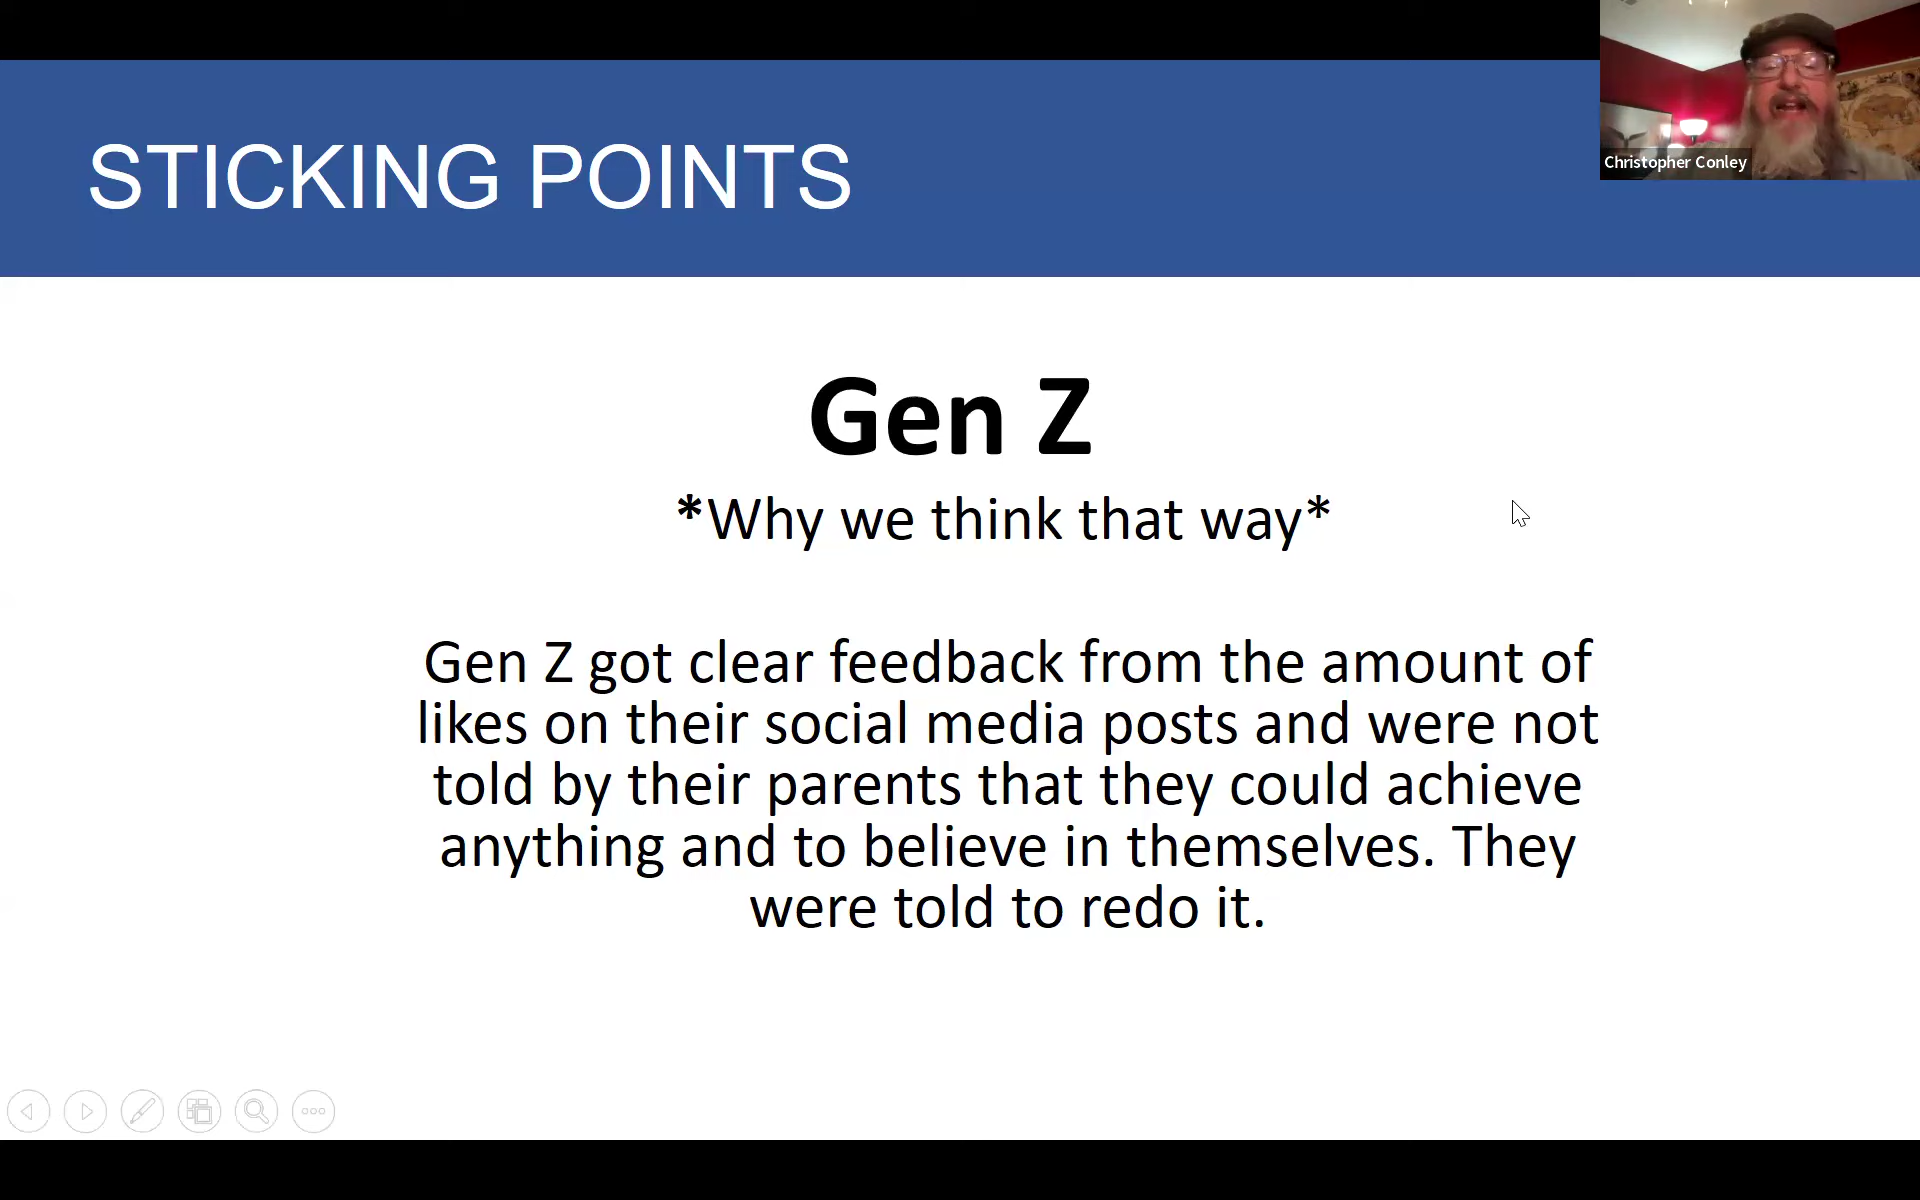 STICKING POINTS
Christopher Conley
Gen Z
*Why we think that way*
Gen Z got clear feedback from the amount of
likes on their social media posts and were not
told by their parents that they could achieve
anything and to believe in themselves. They
were told to redo it.